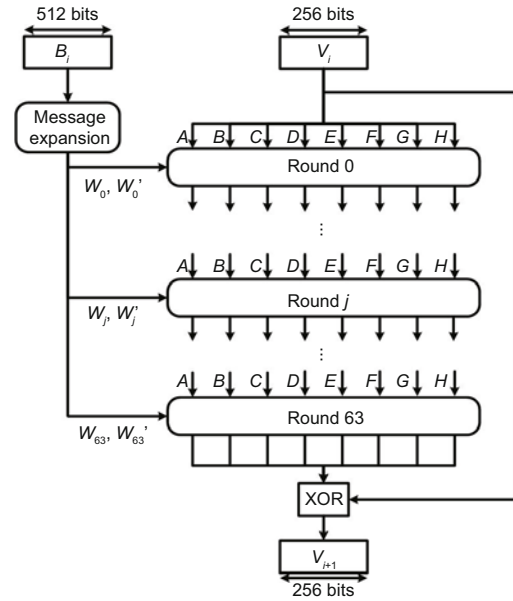 512 bits
256 bits
B_i
V_i
Message
expansion
A B C D E F G H
W_0, W_0'
Round 0
⋮
A B C D E F G H
W_j, W_j'
Round j
⋮
A B C D E F G H
W_63, W_63'
Round 63
XOR
V_{i+1}
256 bits